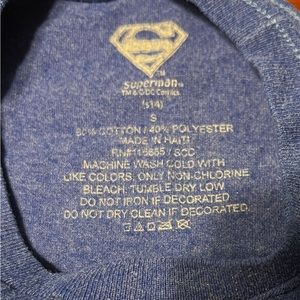 Superman
TM & © DC Comics
(s14)
S
60% COTTON / 40% POLYESTER
MADE IN HAITI
MACHINE WASH COLD WITH
LIKE COLORS, ONLY NON-CHLORINE
BLEACH. TUMBLE DRY LOW
DO NOT IRON IF DECORATED
DO NOT DRY CLEAN IF DECORATED.